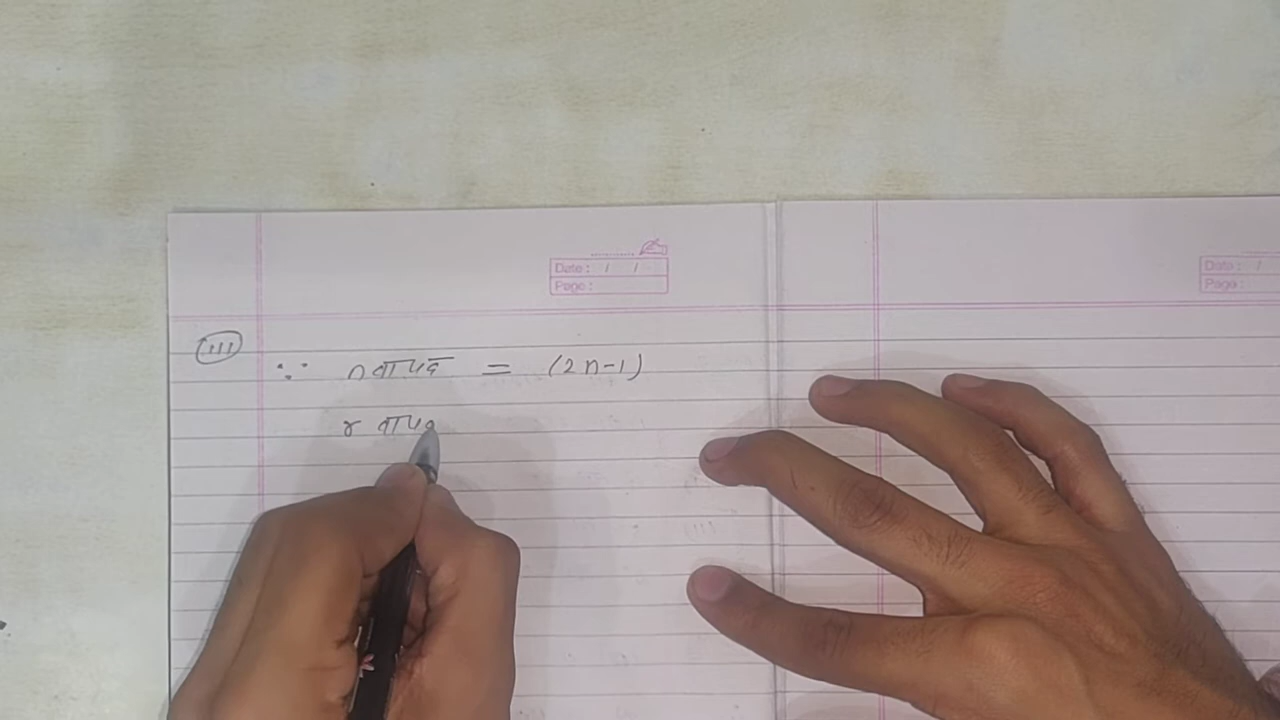 Date : / /
Page :
Date : /
Page :
(iii) ∵ n वा पद = (2n-1)
r वा प